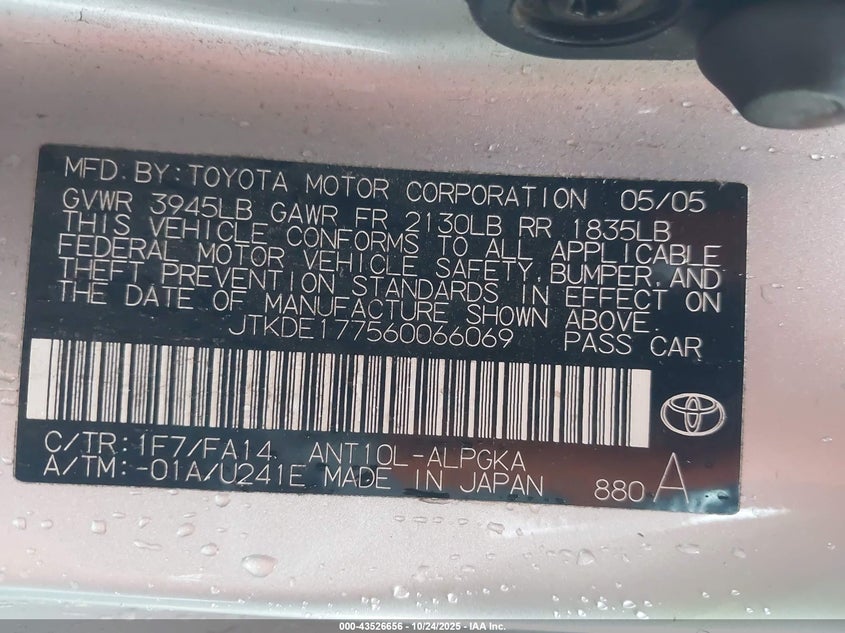 MFD BY: TOYOTA MOTOR CORPORATION 05/05
GVWR 3945LB GAWR FR 2130LB RR 1835LB
THIS VEHICLE CONFORMS TO ALL APPLICABLE
FEDERAL MOTOR VEHICLE SAFETY, BUMPER, AND
THEFT PREVENTION STANDARDS IN EFFECT ON
THE DATE OF MANUFACTURE SHOWN ABOVE.
JTKDE177560066069 PASS CAR
C/TR: 1F7/FA14 ANT10L-ALPGKA
A/TM: -01A/U241E MADE IN JAPAN 880 A
000-43526656 - 10/24/2025 - IAA Inc.